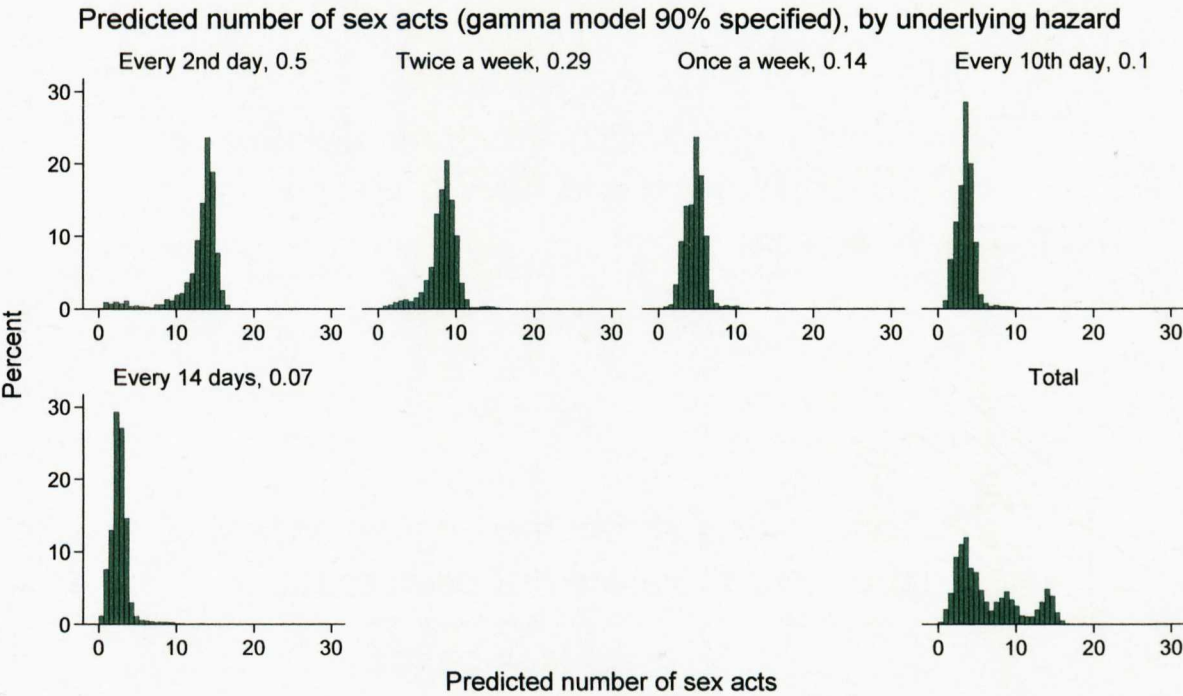 Predicted number of sex acts (gamma model 90% specified), by underlying hazard
Every 2nd day, 0.5
Twice a week, 0.29
Once a week, 0.14
Every 10th day, 0.1
30
20
10
0
0 10 20 30
0 10 20 30
0 10 20 30
0 10 20 30
Percent
Every 14 days, 0.07
Total
30
20
10
0
0 10 20 30
0 10 20 30
Predicted number of sex acts